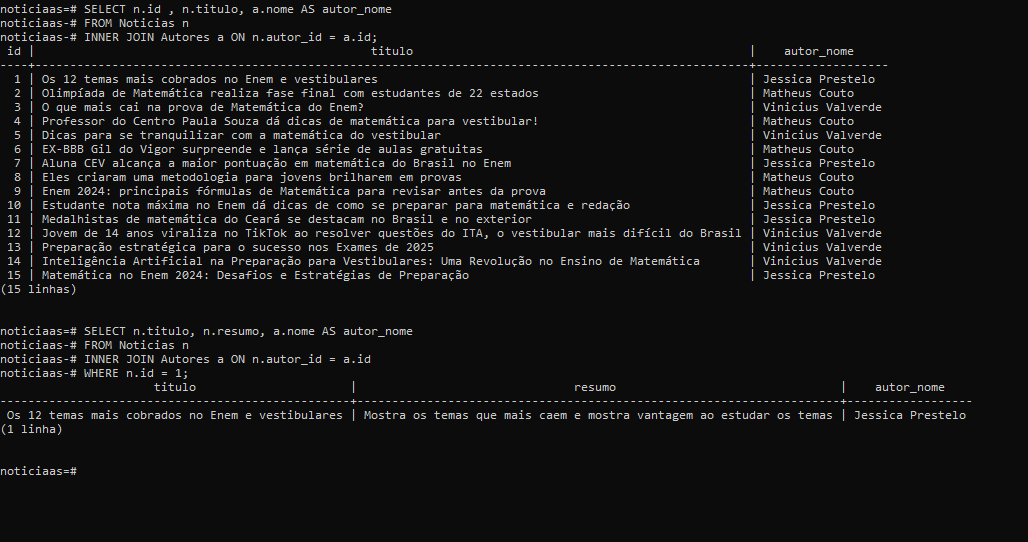 noticiaas=# SELECT n.id , n.titulo, a.nome AS autor_nome
noticiaas-# FROM Noticias n
noticiaas-# INNER JOIN Autores a ON n.autor_id = a.id;
 id |                                                titulo                                                |    autor_nome
----+------------------------------------------------------------------------------------------------------+-------------------
  1 | Os 12 temas mais cobrados no Enem e vestibulares                                                     | Jessica Prestelo
  2 | Olimpíada de Matemática realiza fase final com estudantes de 22 estados                              | Matheus Couto
  3 | O que mais cai na prova de Matemática do Enem?                                                       | Vinicius Valverde
  4 | Professor do Centro Paula Souza dá dicas de matemática para vestibular!                              | Matheus Couto
  5 | Dicas para se tranquilizar com a matemática do vestibular                                            | Vinicius Valverde
  6 | EX-BBB Gil do Vigor surpreende e lança série de aulas gratuitas                                      | Matheus Couto
  7 | Aluna CEV alcança a maior pontuação em matemática do Brasil no Enem                                  | Jessica Prestelo
  8 | Eles criaram uma metodologia para jovens brilharem em provas                                         | Matheus Couto
  9 | Enem 2024: principais fórmulas de Matemática para revisar antes da prova                             | Matheus Couto
 10 | Estudante nota máxima no Enem dá dicas de como se preparar para matemática e redação                 | Jessica Prestelo
 11 | Medalhistas de matemática do Ceará se destacam no Brasil e no exterior                               | Jessica Prestelo
 12 | Jovem de 14 anos viraliza no TikTok ao resolver questões do ITA, o vestibular mais difícil do Brasil | Vinicius Valverde
 13 | Preparação estratégica para o sucesso nos Exames de 2025                                             | Vinicius Valverde
 14 | Inteligência Artificial na Preparação para Vestibulares: Uma Revolução no Ensino de Matemática       | Vinicius Valverde
 15 | Matemática no Enem 2024: Desafios e Estratégias de Preparação                                        | Jessica Prestelo
(15 linhas)
noticiaas=# SELECT n.titulo, n.resumo, a.nome AS autor_nome
noticiaas-# FROM Noticias n
noticiaas-# INNER JOIN Autores a ON n.autor_id = a.id
noticiaas-# WHERE n.id = 1;
                      titulo                      |                               resumo                                |    autor_nome
--------------------------------------------------+---------------------------------------------------------------------+------------------
 Os 12 temas mais cobrados no Enem e vestibulares | Mostra os temas que mais caem e mostra vantagem ao estudar os temas | Jessica Prestelo
(1 linha)
noticiaas=#